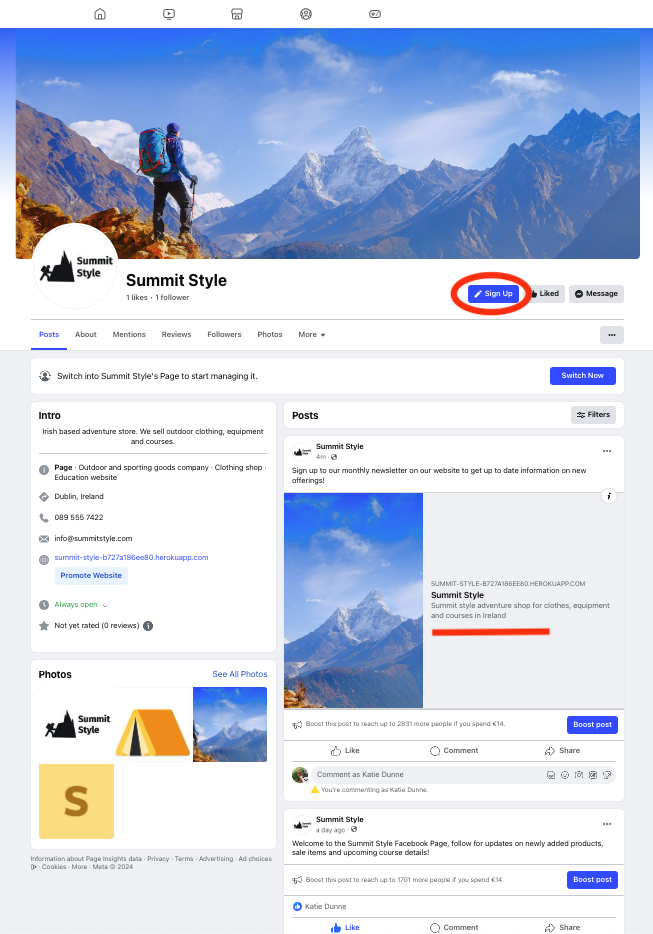 Summit
Style
Summit Style
1 likes • 1 follower
Sign Up
Liked
Message
Posts
About
Mentions
Reviews
Followers
Photos
More
Switch into Summit Style's Page to start managing it.
Switch Now
Intro
Irish based adventure store. We sell outdoor clothing, equipment
and courses.
Page · Outdoor and sporting goods company · Clothing shop ·
Education website
Dublin, Ireland
089 555 7422
info@summitstyle.com
summit-style-b727a186ee80.herokuapp.com
Promote Website
Always open
Not yet rated (0 reviews)
Photos
See All Photos
Summit
Style
S
Information about Page Insights data · Privacy · Terms · Advertising · Ad choices
· Cookies · More · Meta © 2024
Posts
Filters
Summit Style
4m ·
Sign up to our monthly newsletter on our website to get up to date information on new
offerings!
SUMMIT-STYLE-B727A186EE80.HEROKUAPP.COM
Summit Style
Summit style adventure shop for clothes, equipment
and courses in Ireland
Boost this post to reach up to 2831 more people if you spend €14.
Boost post
Like
Comment
Share
Comment as Katie Dunne
You're commenting as Katie Dunne.
Summit Style
a day ago ·
Welcome to the Summit Style Facebook Page, follow for updates on newly added products,
sale items and upcoming course details!
Boost this post to reach up to 1701 more people if you spend €14.
Boost post
Katie Dunne
Like
Comment
Share